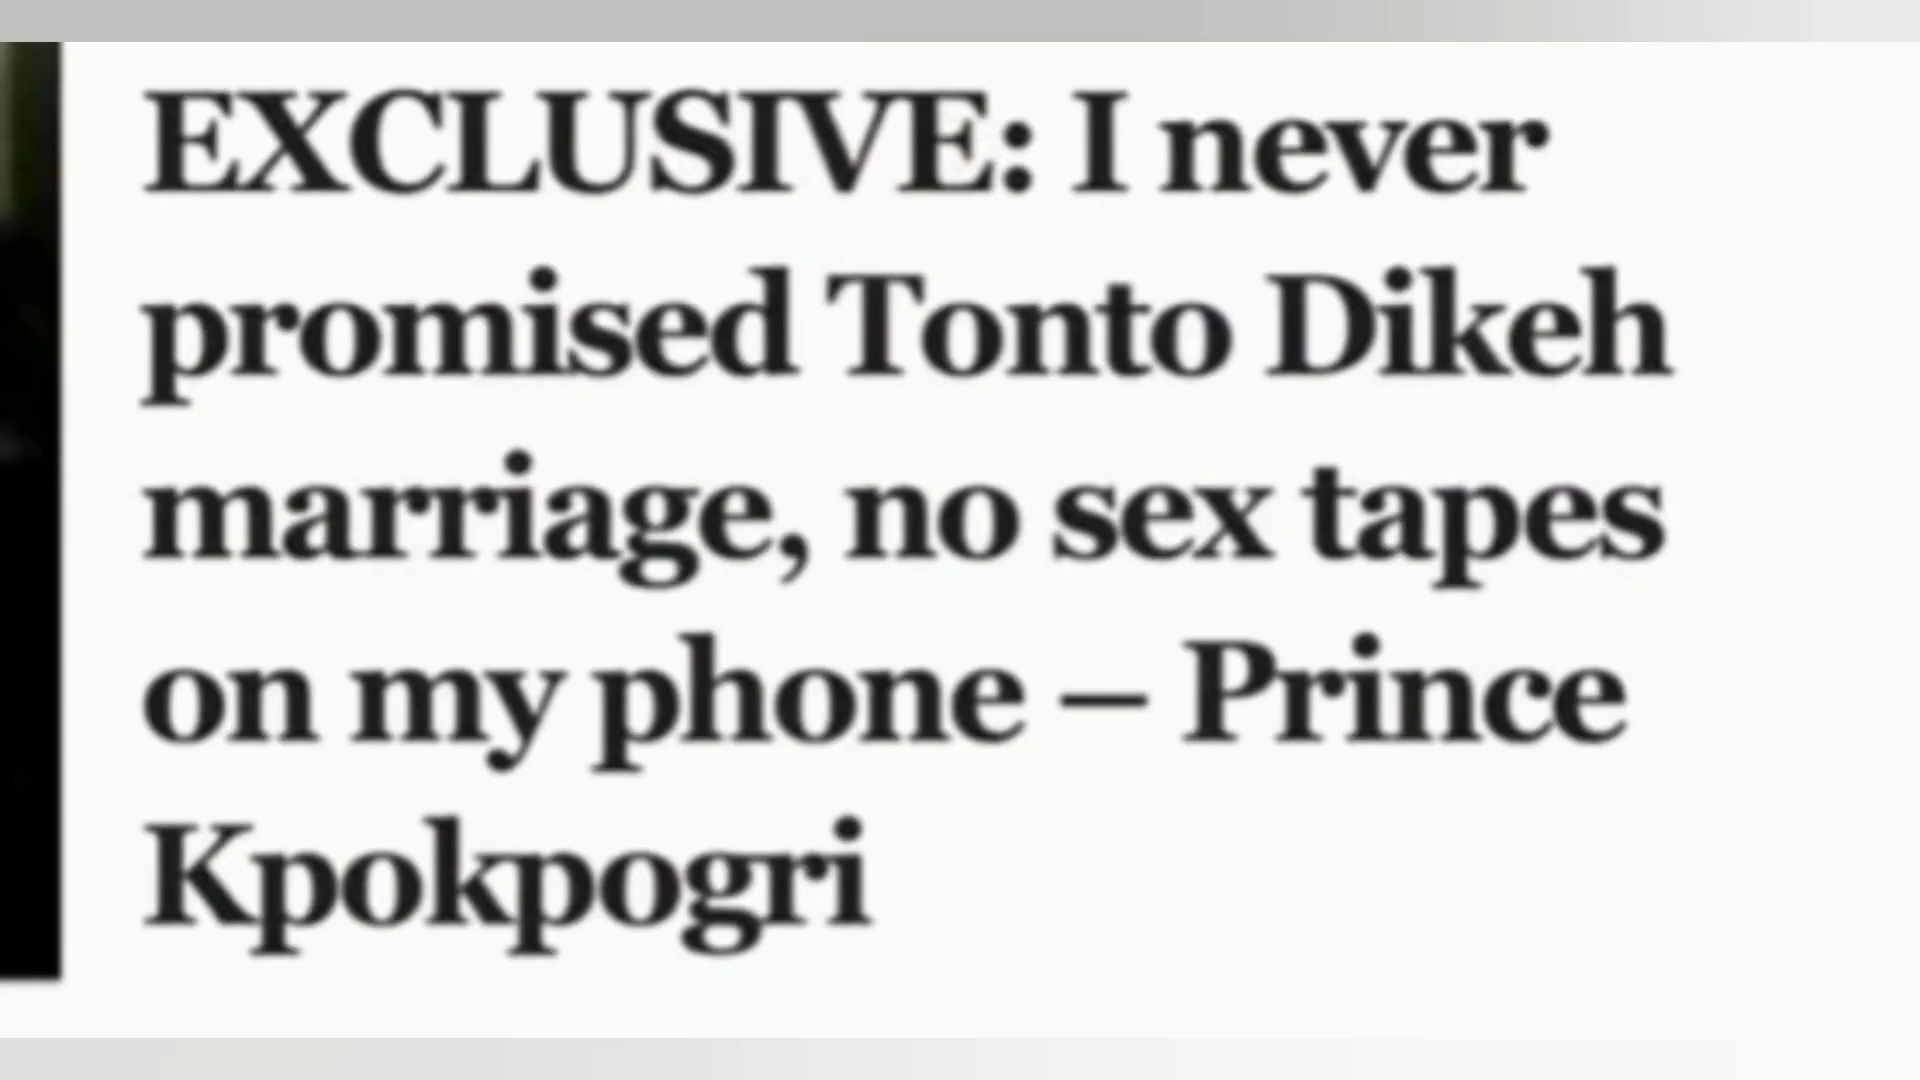 EXCLUSIVE: I never
promised Tonto Dikeh
marriage, no sex tapes
on my phone – Prince
Kpokpogri